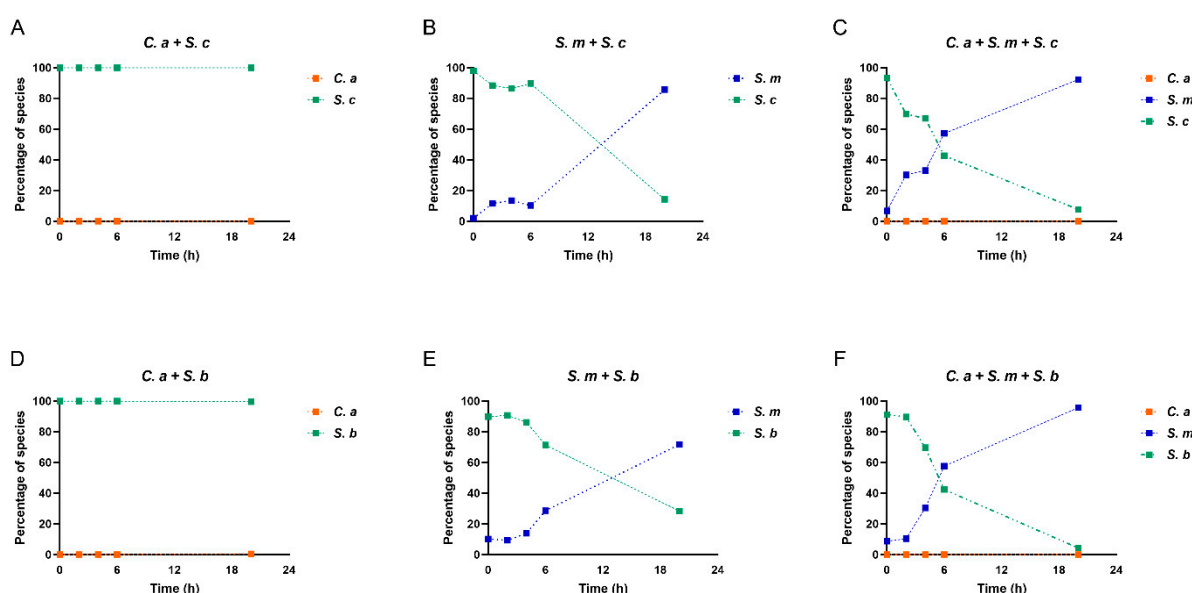 A
C. a + S. c
Percentage of species
100
80
60
40
20
0
0 6 12 18 24
Time (h)
C. a
S. c
B
S. m + S. c
Percentage of species
100
80
60
40
20
0
0 6 12 18 24
Time (h)
S. m
S. c
C
C. a + S. m + S. c
Percentage of species
100
80
60
40
20
0
0 6 12 18 24
Time (h)
C. a
S. m
S. c
D
C. a + S. b
Percentage of species
100
80
60
40
20
0
0 6 12 18 24
Time (h)
C. a
S. b
E
S. m + S. b
Percentage of species
100
80
60
40
20
0
0 6 12 18 24
Time (h)
S. m
S. b
F
C. a + S. m + S. b
Percentage of species
100
80
60
40
20
0
0 6 12 18 24
Time (h)
C. a
S. m
S. b